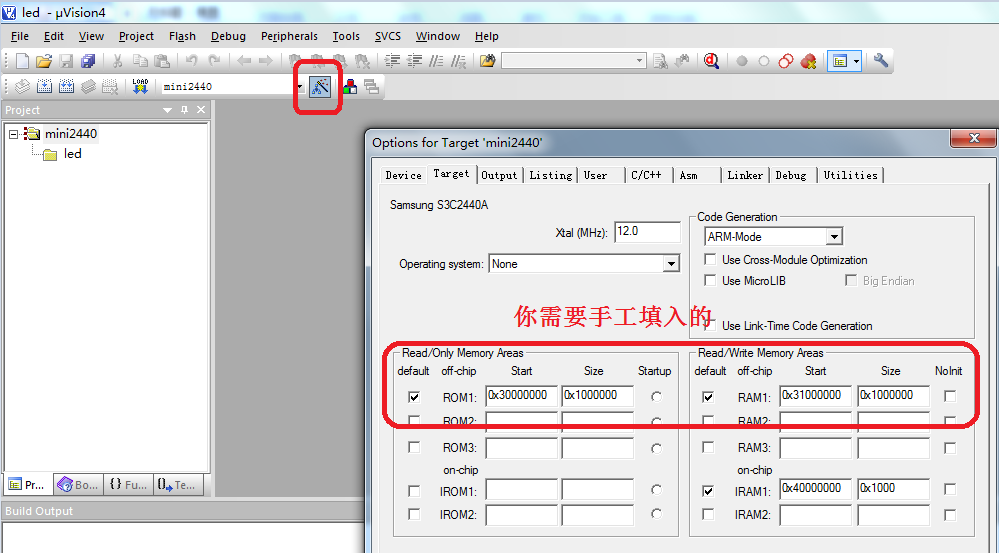 led - µVision4
File Edit View Project Flash Debug Peripherals Tools SVCS Window Help
LOAD
mini2440
Project
mini2440
led
Options for Target 'mini2440'
Device Target Output Listing User C/C++ Asm Linker Debug Utilities
Samsung S3C2440A
Xtal (MHz): 12.0
Operating system: None
Code Generation
ARM-Mode
Use Cross-Module Optimization
Use MicroLIB Big Endian
你需要手工填入的
Use Link-Time Code Generation
Read/Only Memory Areas
default off-chip Start Size Startup
ROM1: 0x30000000 0x1000000
ROM2:
ROM3:
on-chip
IROM1:
IROM2:
Read/Write Memory Areas
default off-chip Start Size NoInit
RAM1: 0x31000000 0x1000000
RAM2:
RAM3:
on-chip
IRAM1: 0x40000000 0x1000
IRAM2:
Pr... Bo... {} Fu... 0 Te...
Build Output